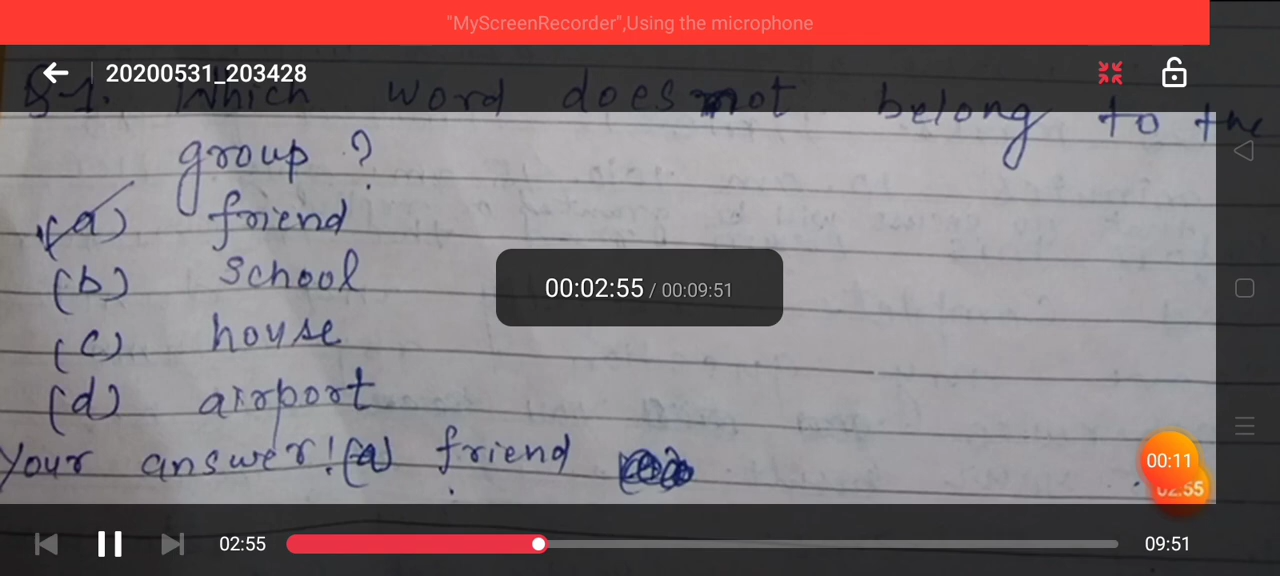 "MyScreenRecorder",Using the microphone
20200531_203428
Q-1. Which word does not belong to the
group ?
(a) friend
(b) school
(c) house
(d) airport
00:02:55 / 00:09:51
Your answer! (a) friend
00:11
02:55
02:55
09:51